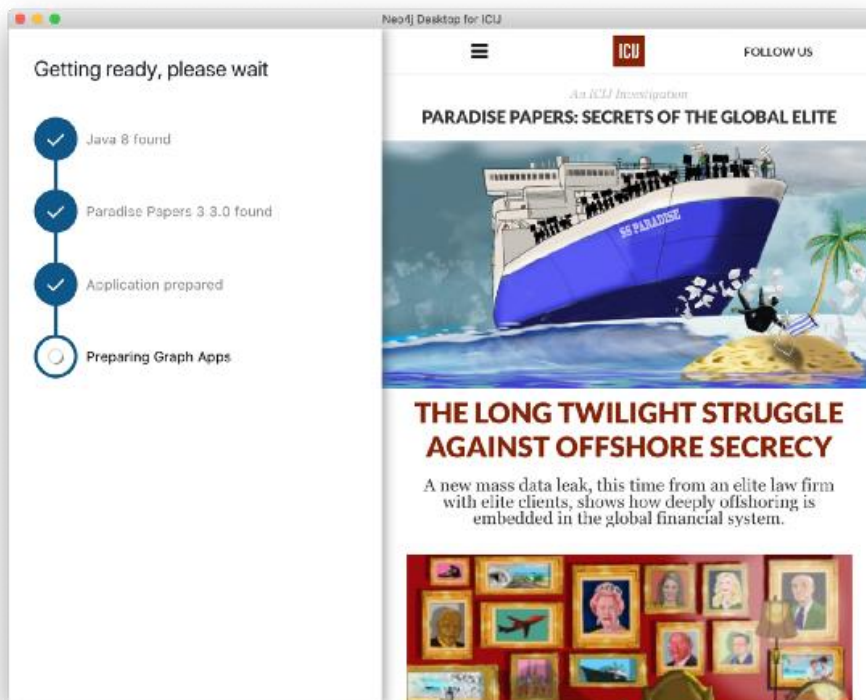 Neo4j Desktop for ICIJ
Getting ready, please wait
Java 8 found
Paradise Papers 3.3.0 found
Application prepared
Preparing Graph Apps
ICIJ
FOLLOW US
An ICIJ Investigation
PARADISE PAPERS: SECRETS OF THE GLOBAL ELITE
SS PARADISE
THE LONG TWILIGHT STRUGGLE
AGAINST OFFSHORE SECRECY
A new mass data leak, this time from an elite law firm
with elite clients, shows how deeply offshoring is
embedded in the global financial system.